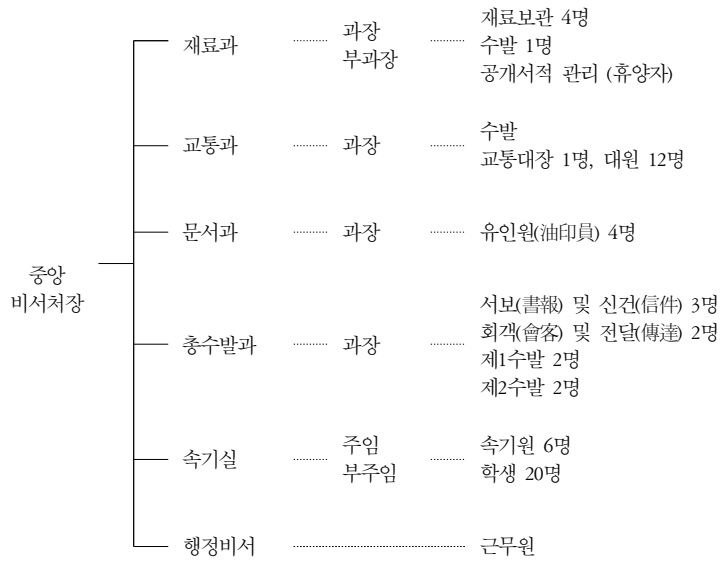 중앙
비서처장
재료과
과장
부과장
재료보관 4명
수발 1명
공개서적 관리 (휴양자)
교통과
과장
수발
교통대장 1명, 대원 12명
문서과
과장
유인원(油印員) 4명
총수발과
과장
서보(書報) 및 신건(信件) 3명
회객(會客) 및 전달(傳達) 2명
제1수발 2명
제2수발 2명
속기실
주임
부주임
속기원 6명
학생 20명
행정비서
근무원